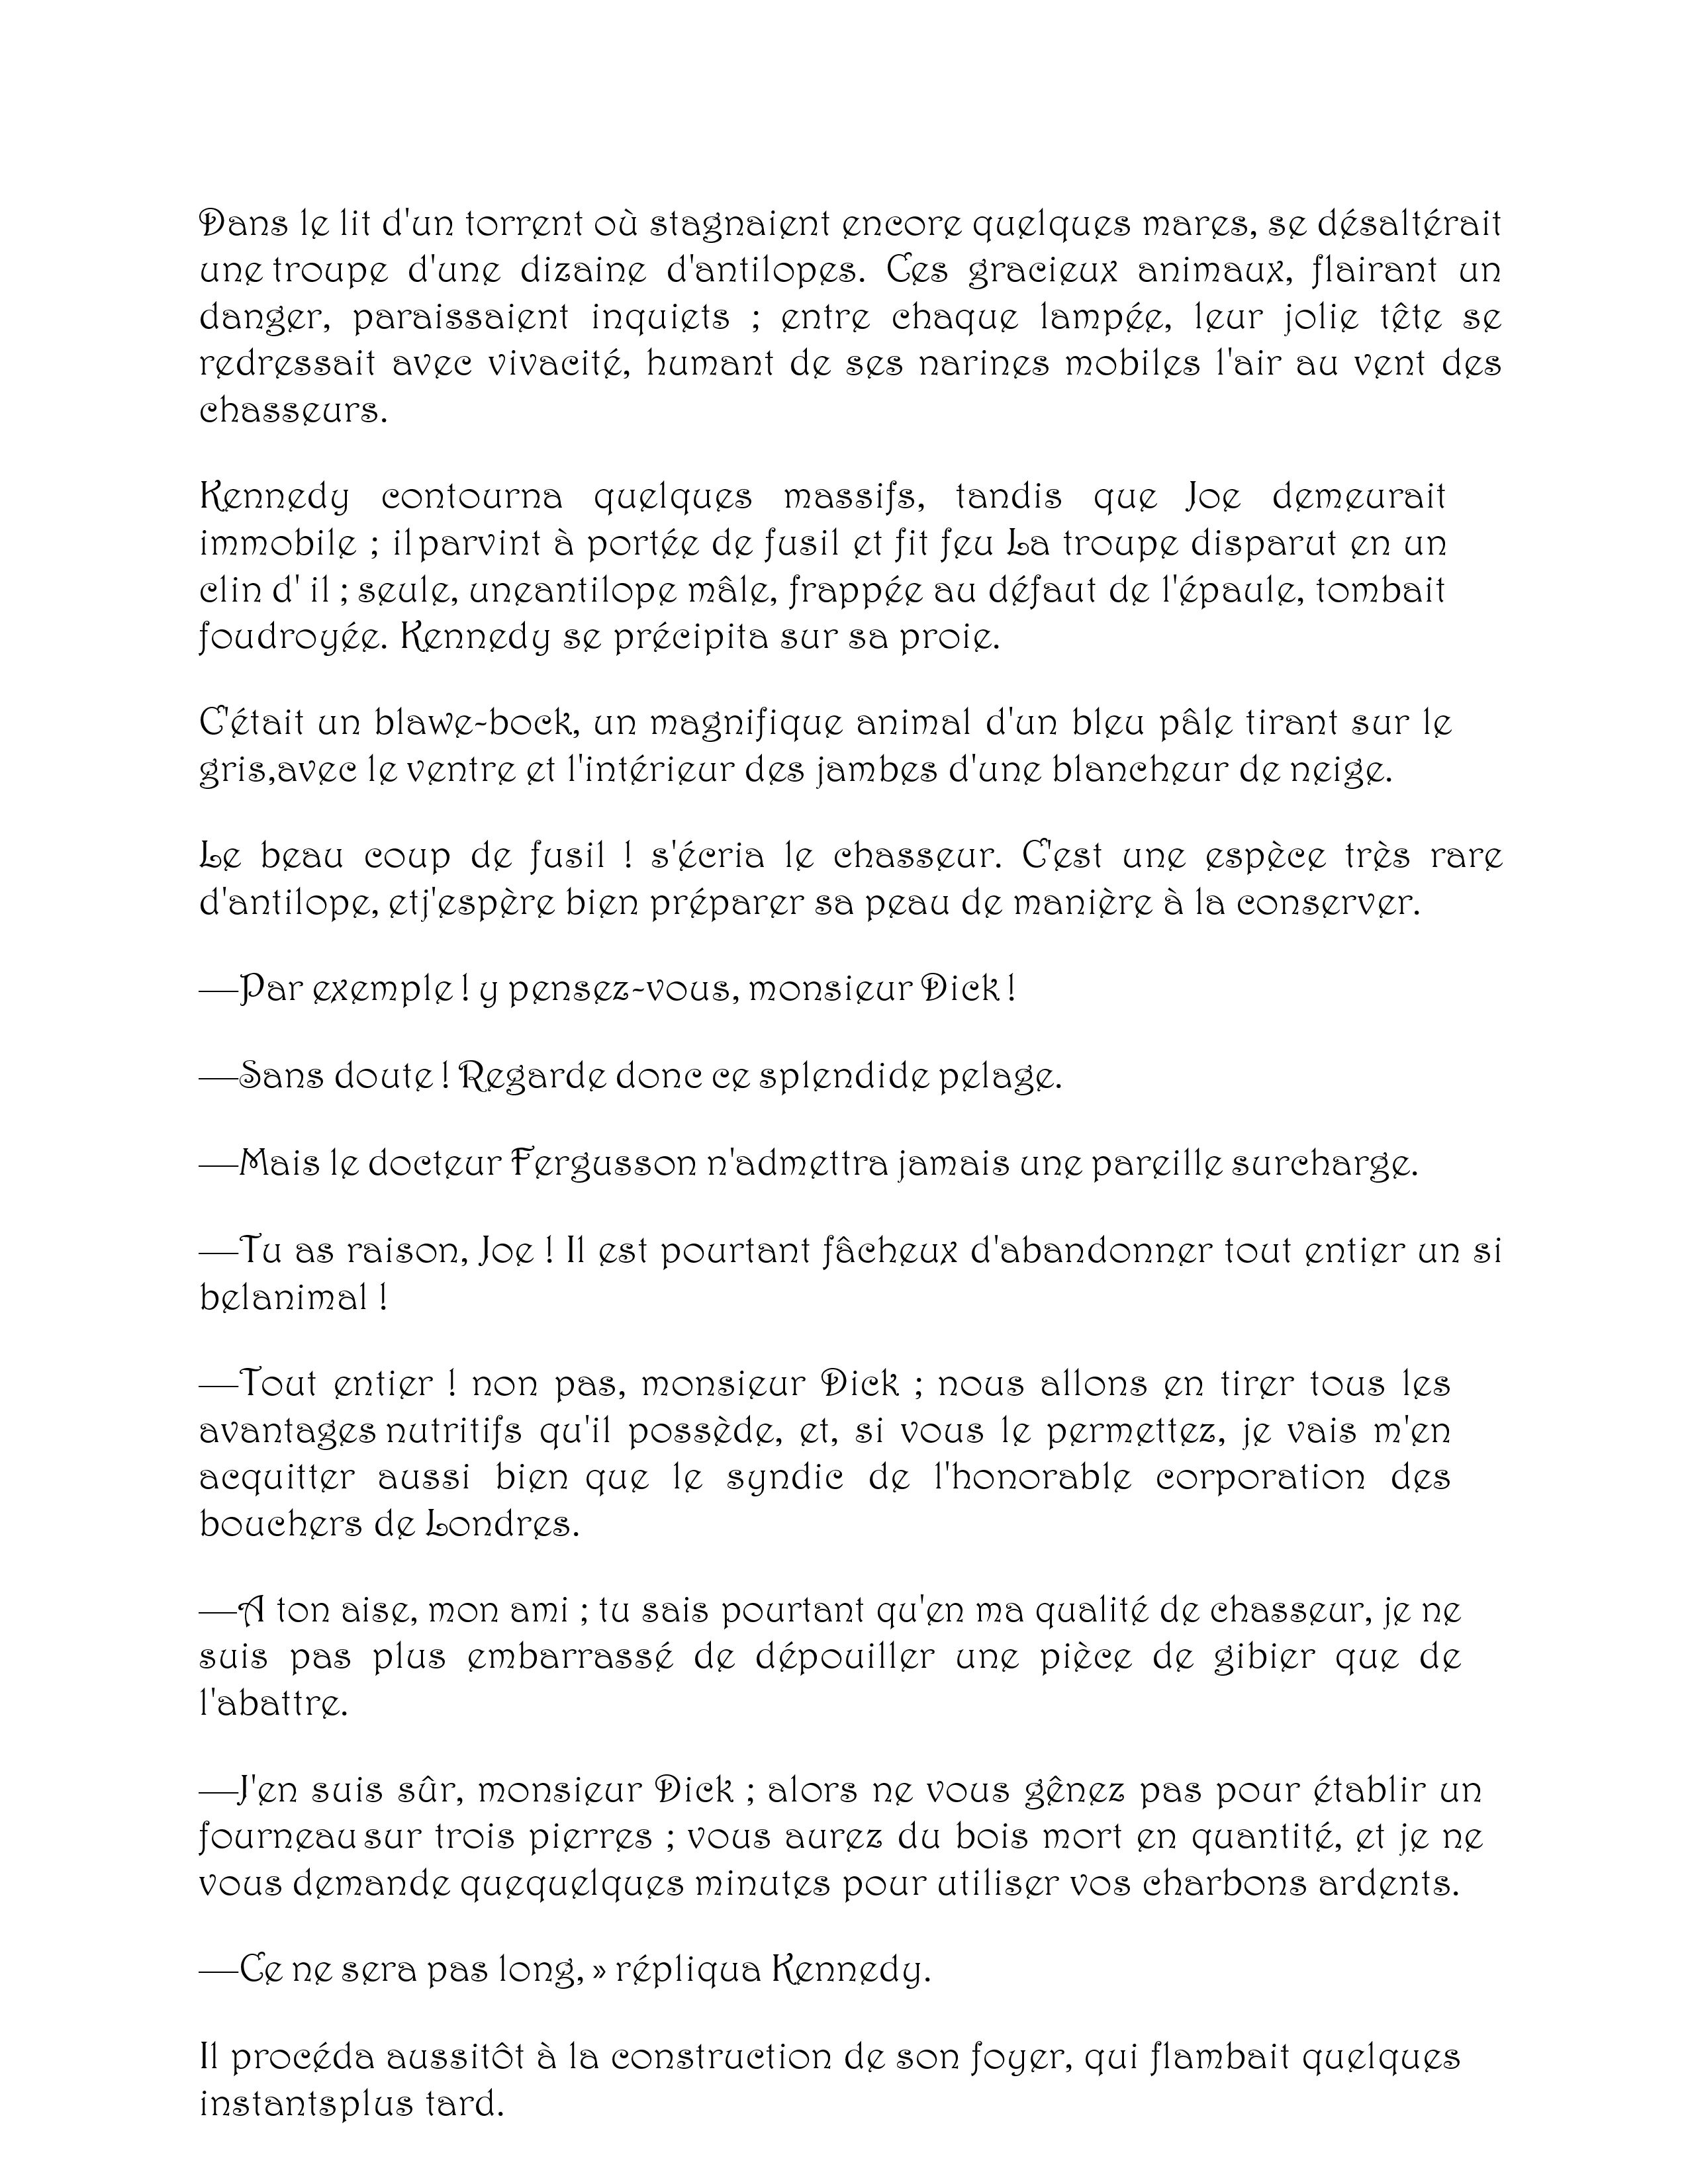 Dans le lit d'un torrent où stagnaient encore quelques mares, se désaltérait
une troupe d'une dizaine d'antilopes. Ces gracieux animaux, flairant un
danger, paraissaient inquiets ; entre chaque lampée, leur jolie tête se
redressait avec vivacité, humant de ses narines mobiles l'air au vent des
chasseurs.
Kennedy contourna quelques massifs, tandis que Joe demeurait
immobile ; ilparvint à portée de fusil et fit feu La troupe disparut en un
clin d' il ; seule, uneantilope mâle, frappée au défaut de l'épaule, tombait
foudroyée. Kennedy se précipita sur sa proie.
C'était un blawe-bock, un magnifique animal d'un bleu pâle tirant sur le
gris,avec le ventre et l'intérieur des jambes d'une blancheur de neige.
Le beau coup de fusil ! s'écria le chasseur. C'est une espèce très rare
d'antilope, etj'espère bien préparer sa peau de manière à la conserver.
—Par exemple ! y pensez-vous, monsieur Dick !
—Sans doute ! Regarde donc ce splendide pelage.
—Mais le docteur Fergusson n'admettra jamais une pareille surcharge.
—Tu as raison, Joe ! Il est pourtant fâcheux d'abandonner tout entier un si
belanimal !
—Tout entier ! non pas, monsieur Dick ; nous allons en tirer tous les
avantages nutritifs qu'il possède, et, si vous le permettez, je vais m'en
acquitter aussi bien que le syndic de l'honorable corporation des
bouchers de Londres.
—A ton aise, mon ami ; tu sais pourtant qu'en ma qualité de chasseur, je ne
suis pas plus embarrassé de dépouiller une pièce de gibier que de
l'abattre.
—J'en suis sûr, monsieur Dick ; alors ne vous gênez pas pour établir un
fourneau sur trois pierres ; vous aurez du bois mort en quantité, et je ne
vous demande quequelques minutes pour utiliser vos charbons ardents.
—Ce ne sera pas long, » répliqua Kennedy.
Il procéda aussitôt à la construction de son foyer, qui flambait quelques
instantsplus tard.